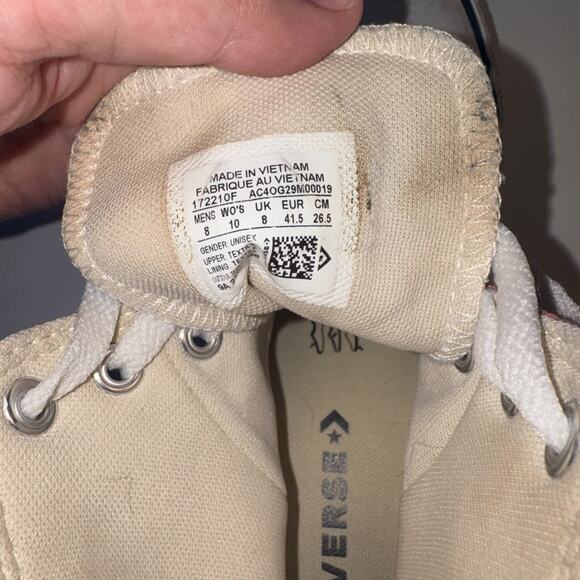 MADE IN VIETNAM
FABRIQUE AU VIETNAM
172210F AC4OG29M00019
MENS WO'S UK EUR CM
8 10 8 41.5 26.5
GENDER: UNISEX
UPPER TEXTILE
LINING TEXTILE
9A
VERSE